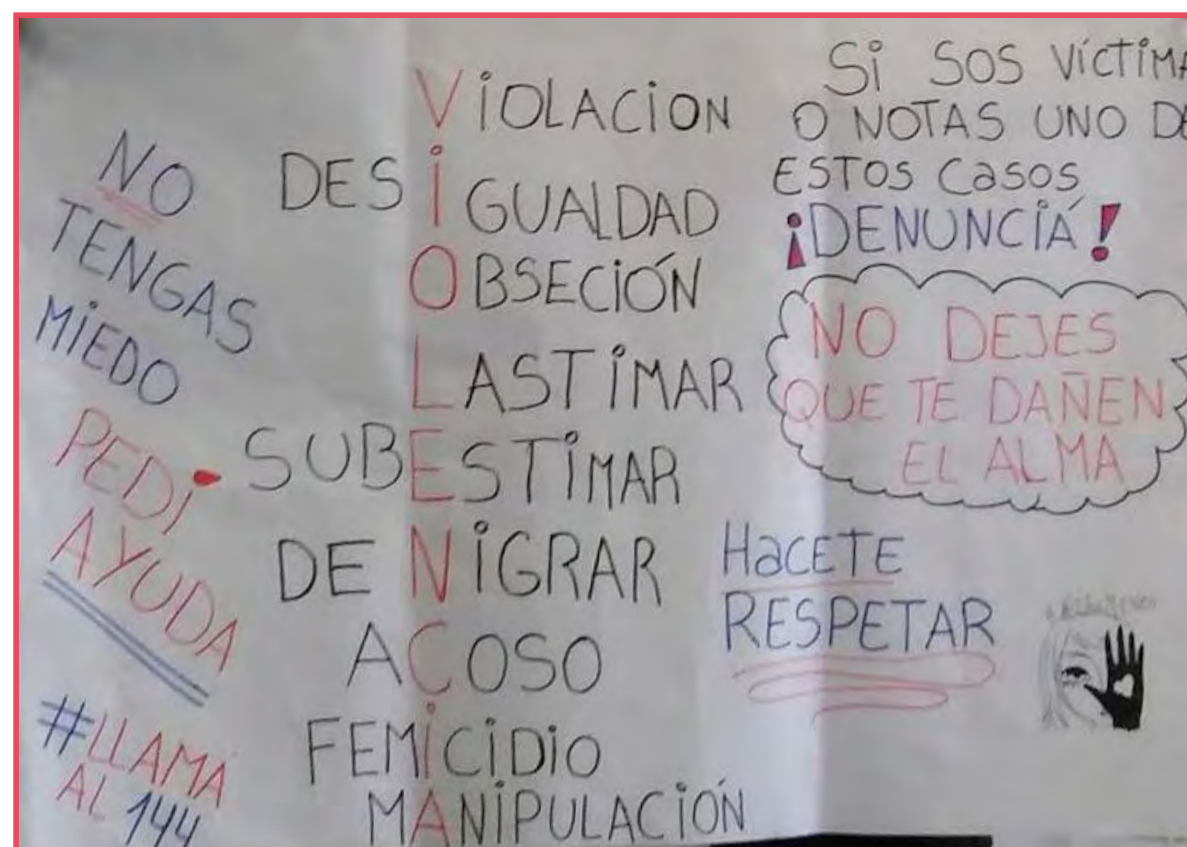 NO
TENGAS
MIEDO
PEDI
AYUDA
#LLAMA
AL 144
VIOLACION
DESIGUALDAD
OBSECIÓN
LASTIMAR
SUBESTIMAR
DENIGRAR
ACOSO
FEMICIDIO
MANIPULACIÓN
Si SOS VíCTIMA
O NOTAS UNO DE
ESTOS CASOS
¡DENUNCIÁ!
NO DEJES
QUE TE DAÑEN
EL ALMA
HACETE
RESPETAR